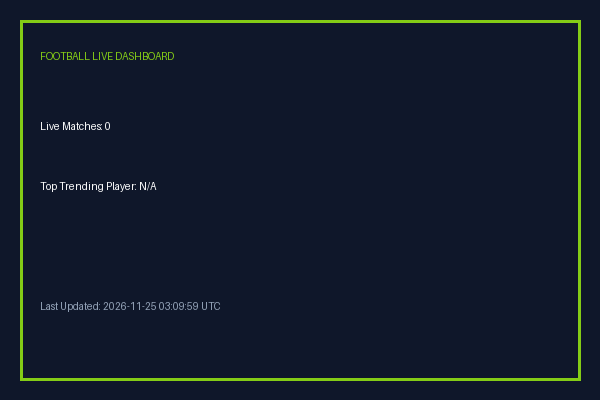 FOOTBALL LIVE DASHBOARD
Live Matches: 0
Top Trending Player: N/A
Last Updated: 2026-11-25 03:09:59 UTC